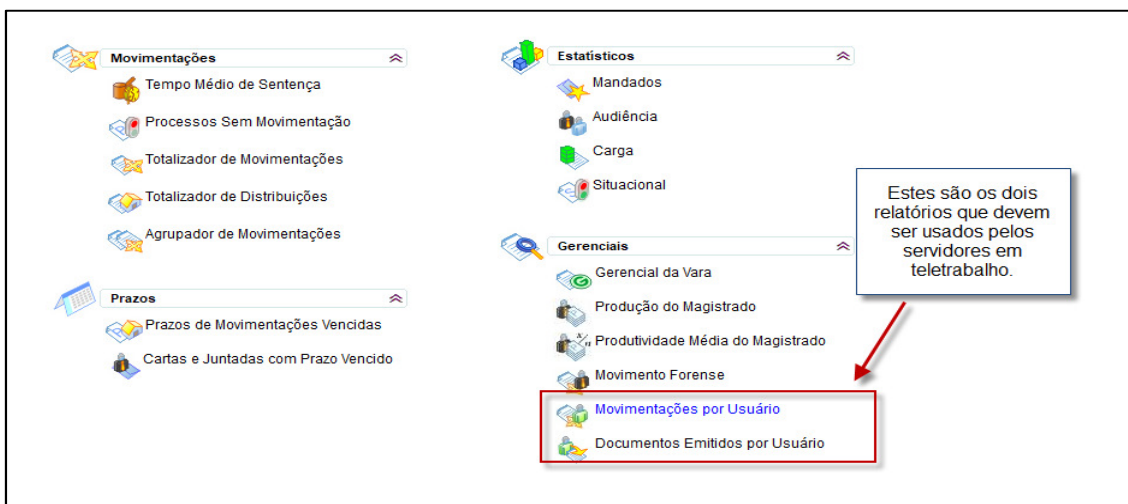 Movimentações
Tempo Médio de Sentença
Processos Sem Movimentação
Totalizador de Movimentações
Totalizador de Distribuições
Agrupador de Movimentações
Prazos
Prazos de Movimentações Vencidas
Cartas e Juntadas com Prazo Vencido
Estatísticos
Mandados
Audiência
Carga
Situacional
Gerenciais
Gerencial da Vara
Produção do Magistrado
Produtividade Média do Magistrado
Movimento Forense
Movimentações por Usuário
Documentos Emitidos por Usuário
Estes são os dois
relatórios que devem
ser usados pelos
servidores em
teletrabalho.